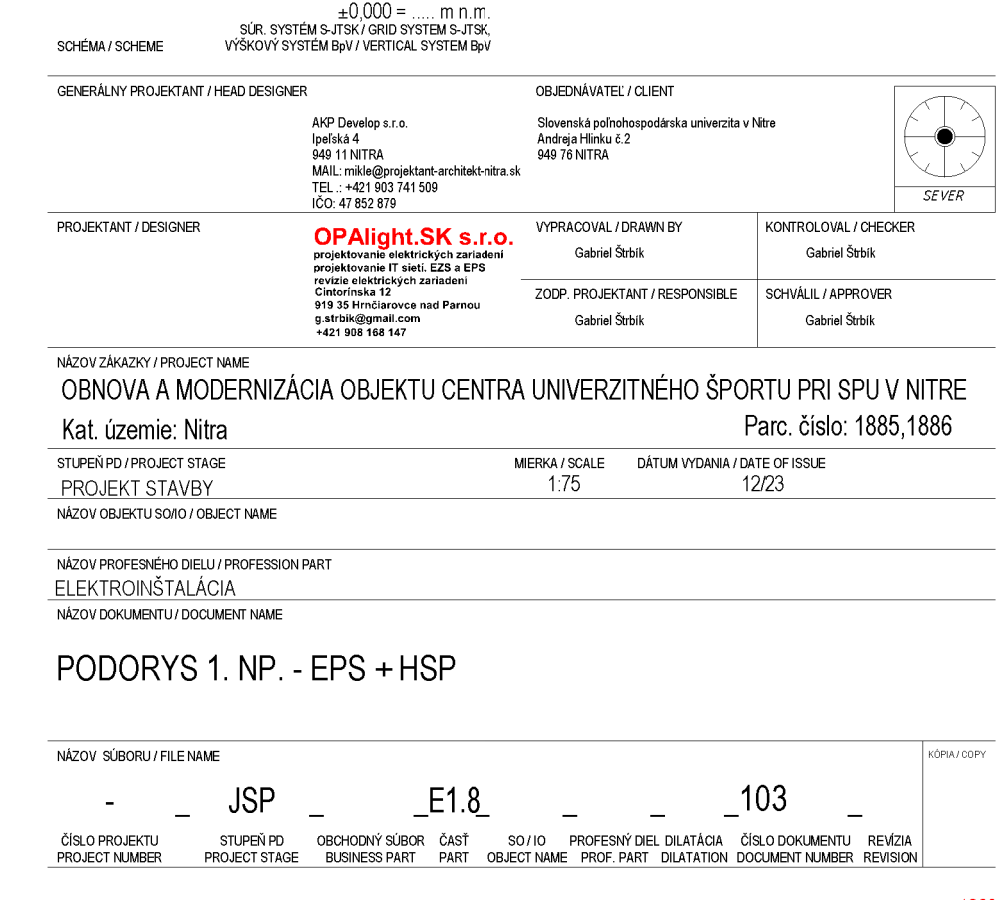 ±0,000 = ..... m n.m.
SÚR. SYSTÉM S-JTSK / GRID SYSTEM S-JTSK,
SCHÉMA / SCHEME
VÝŠKOVÝ SYSTÉM BpV / VERTICAL SYSTEM BpV
GENERÁLNY PROJEKTANT / HEAD DESIGNER
AKP Develop s.r.o.
Ipeľská 4
949 11 NITRA
MAIL: mikle@projektant-architekt-nitra.sk
TEL .: +421 903 741 509
IČO: 47 852 879
OBJEDNÁVATEĽ / CLIENT
Slovenská poľnohospodárska univerzita v Nitre
Andreja Hlinku č.2
949 76 NITRA
SEVER
PROJEKTANT / DESIGNER
OPAlight.SK s.r.o.
projektovanie elektrických zariadení
projektovanie IT sietí. EZS a EPS
revízie elektrických zariadení
Cintorínska 12
919 35 Hrnčiarovce nad Parnou
g.strbik@gmail.com
+421 908 168 147
VYPRACOVAL / DRAWN BY
Gabriel Štrbík
KONTROLOVAL / CHECKER
Gabriel Štrbík
ZODP. PROJEKTANT / RESPONSIBLE
Gabriel Štrbík
SCHVÁLIL / APPROVER
Gabriel Štrbík
NÁZOV ZÁKAZKY / PROJECT NAME
OBNOVA A MODERNIZÁCIA OBJEKTU CENTRA UNIVERZITNÉHO ŠPORTU PRI SPU V NITRE
Kat. územie: Nitra
Parc. číslo: 1885,1886
STUPEŇ PD / PROJECT STAGE
PROJEKT STAVBY
MIERKA / SCALE
1:75
DÁTUM VYDANIA / DATE OF ISSUE
12/23
NÁZOV OBJEKTU SO/IO / OBJECT NAME
NÁZOV PROFESNÉHO DIELU / PROFESSION PART
ELEKTROINŠTALÁCIA
NÁZOV DOKUMENTU / DOCUMENT NAME
PODORYS 1. NP. - EPS + HSP
NÁZOV SÚBORU / FILE NAME
KÓPIA / COPY
- _ JSP _ _E1.8_ _ _ _103 _
ČÍSLO PROJEKTU STUPEŇ PD OBCHODNÝ SÚBOR ČASŤ SO / IO PROFESNÝ DIEL DILATÁCIA ČÍSLO DOKUMENTU REVÍZIA
PROJECT NUMBER PROJECT STAGE BUSINESS PART PART OBJECT NAME PROF. PART DILATATION DOCUMENT NUMBER REVISION